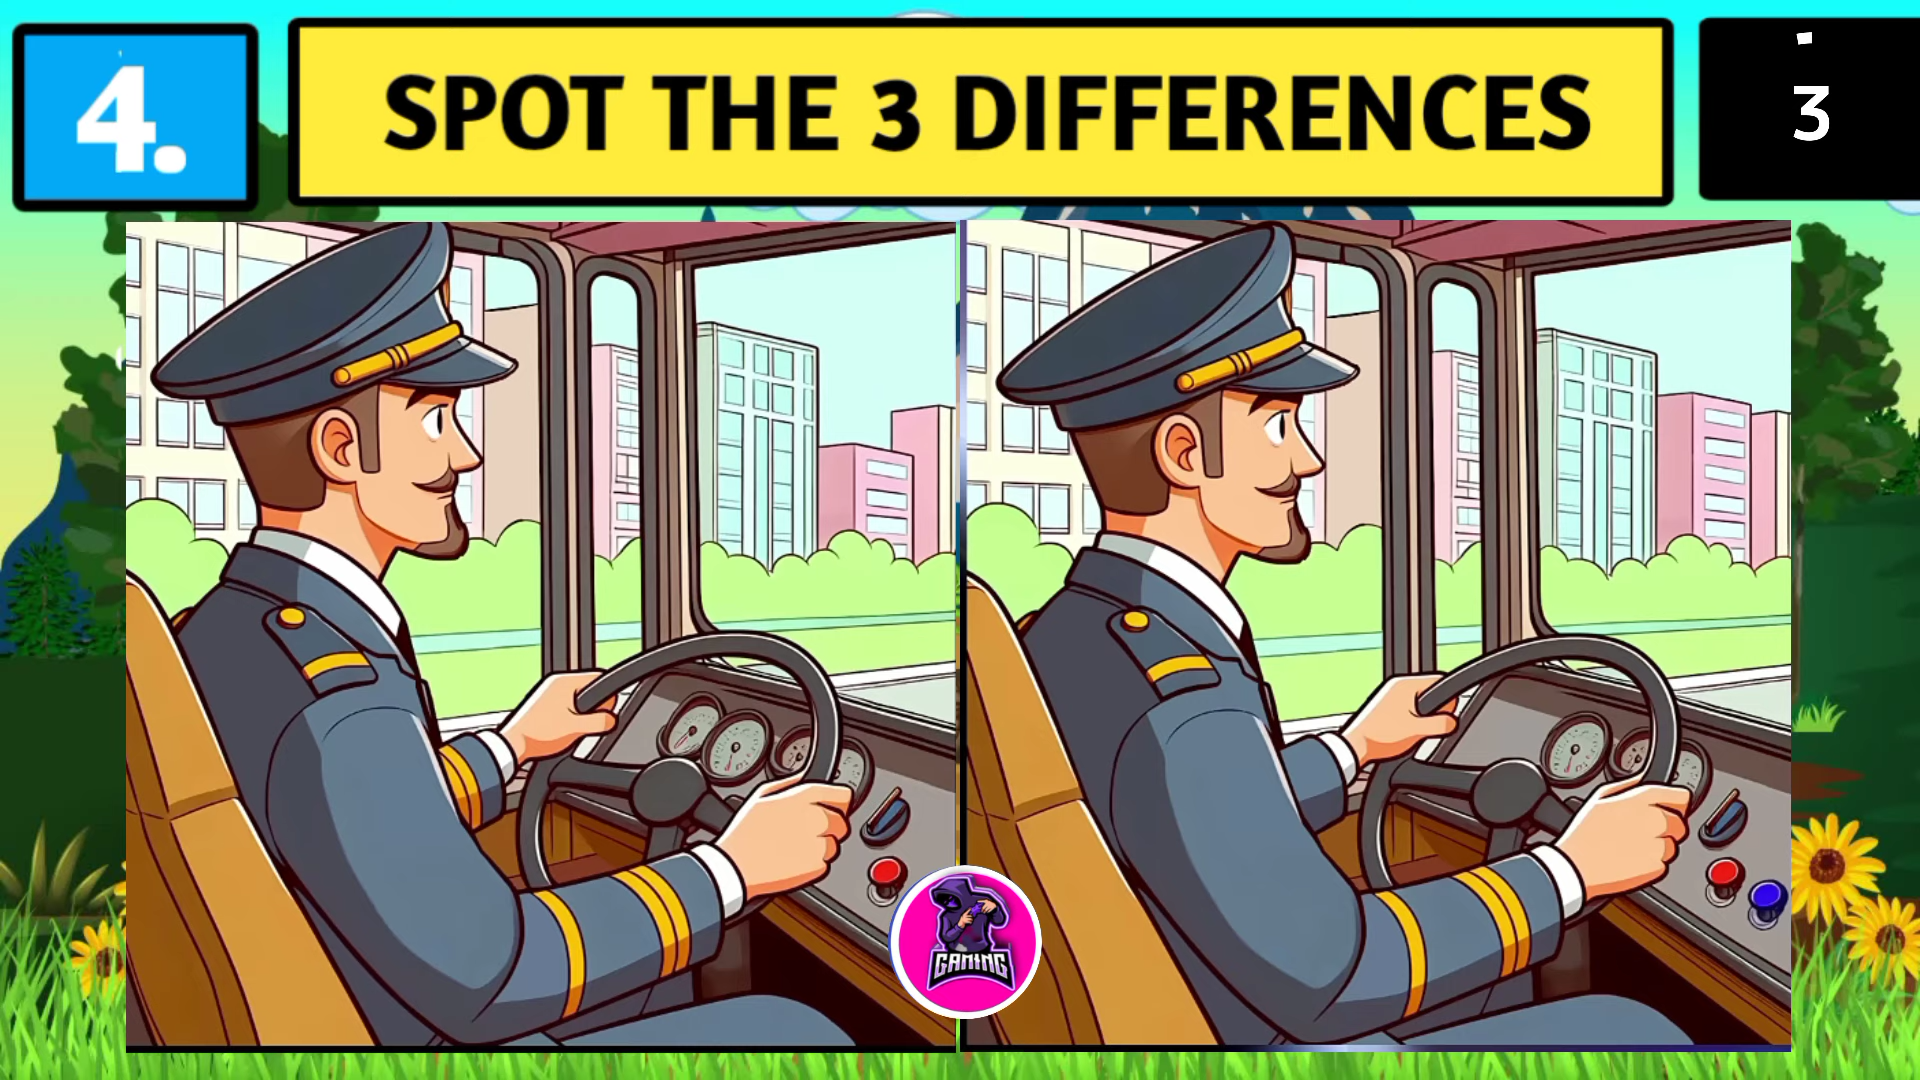 4.
SPOT THE 3 DIFFERENCES
3
GAMING